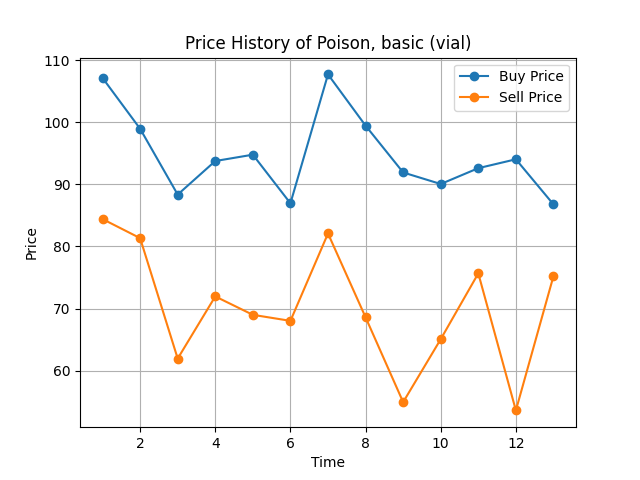 Price History of Poison, basic (vial)
Buy Price
Sell Price
110
100
90
80
70
60
Price
2 4 6 8 10 12
Time